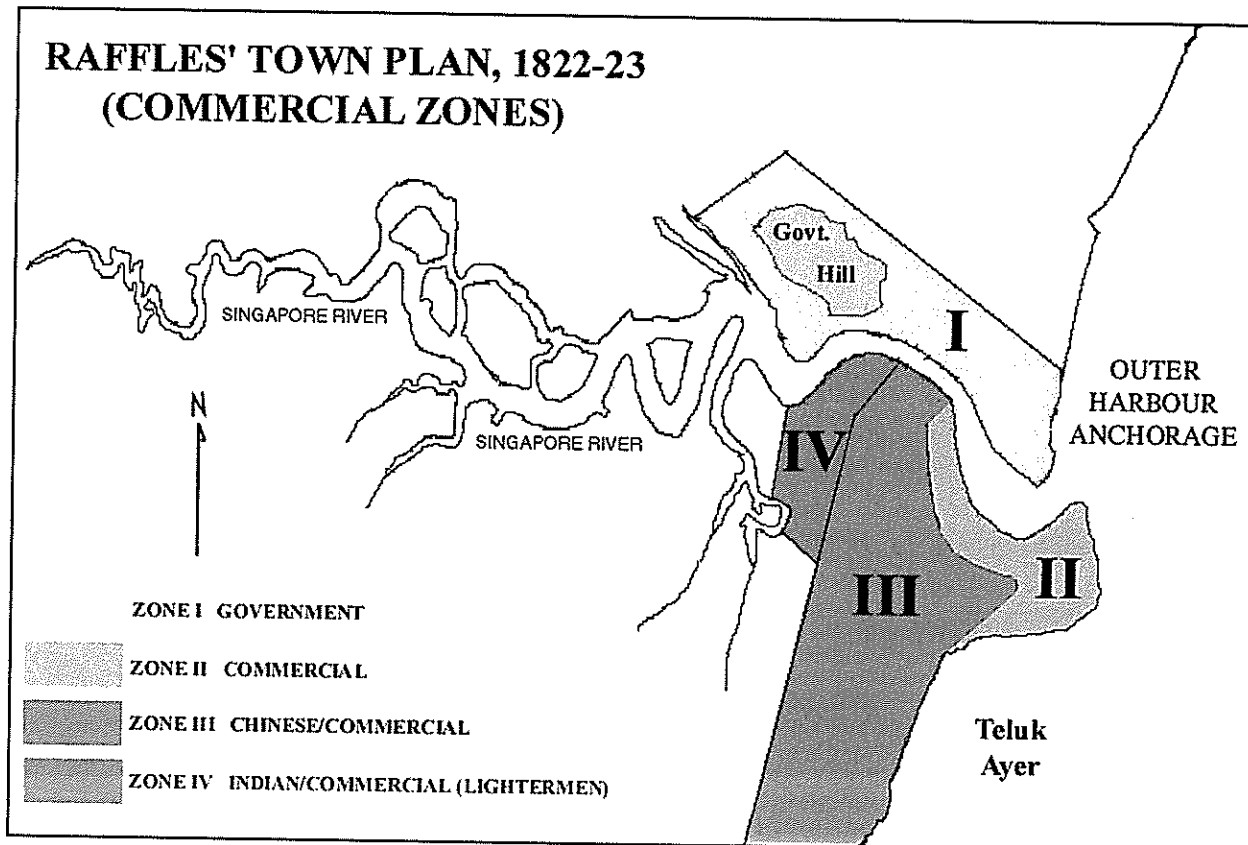 RAFFLES' TOWN PLAN, 1822-23
(COMMERCIAL ZONES)
Govt.
Hill
SINGAPORE RIVER
I
OUTER
HARBOUR
ANCHORAGE
N
SINGAPORE RIVER
IV
II
III
ZONE I GOVERNMENT
ZONE II COMMERCIAL
ZONE III CHINESE/COMMERCIAL
ZONE IV INDIAN/COMMERCIAL (LIGHTERMEN)
Teluk
Ayer